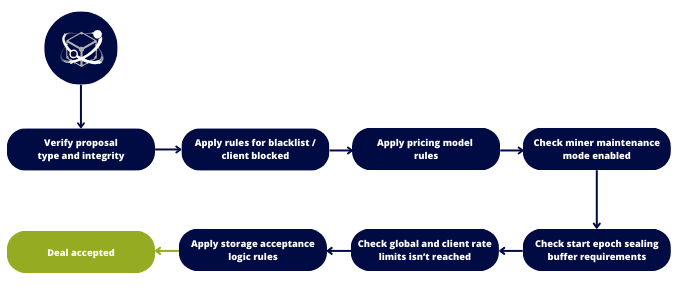 Verify proposal
type and integrity
Apply rules for blacklist /
client blocked
Apply pricing model
rules
Check miner maintenance
mode enabled
Check start epoch sealing
buffer requirements
Check global and client rate
limits isn't reached
Apply storage acceptance
logic rules
Deal accepted